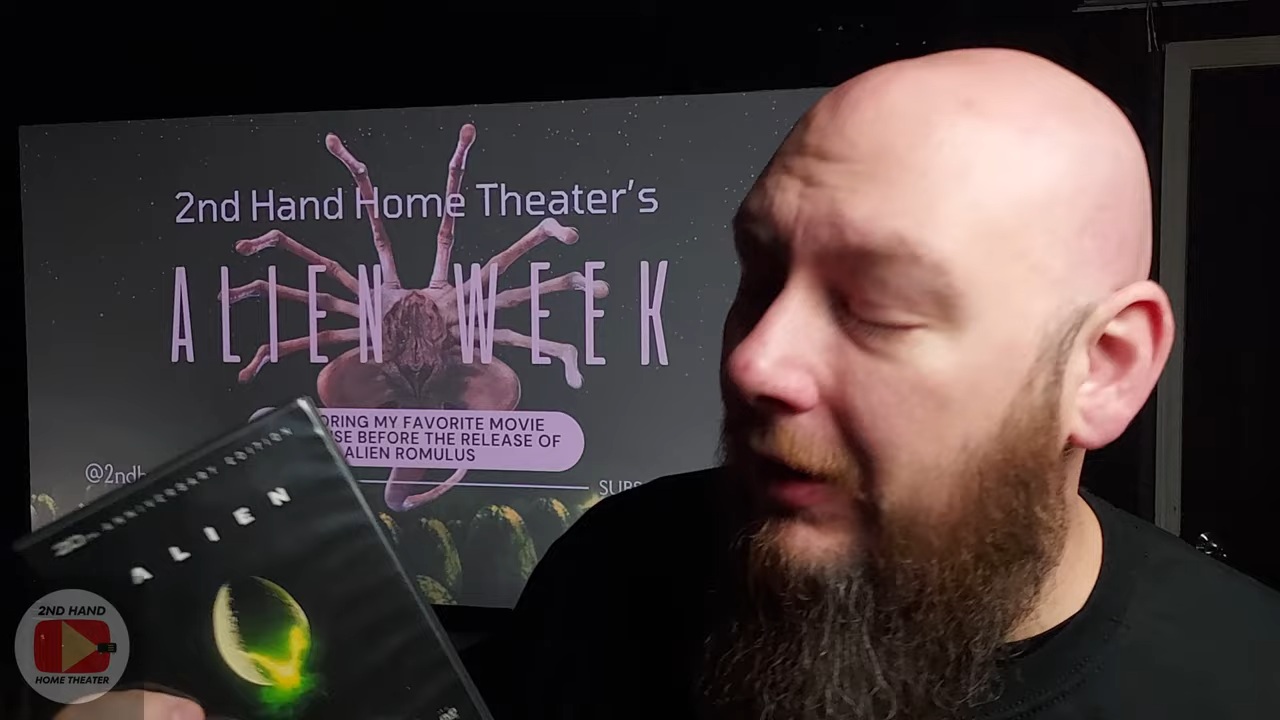 2nd Hand Home Theater's
ALIEN WEEK
ORING MY FAVORITE MOVIE
SE BEFORE THE RELEASE OF
ALIEN ROMULUS
@2ndh
SUBS
20th ANNIVERSARY EDITION
ALIEN
2ND HAND
HOME THEATER